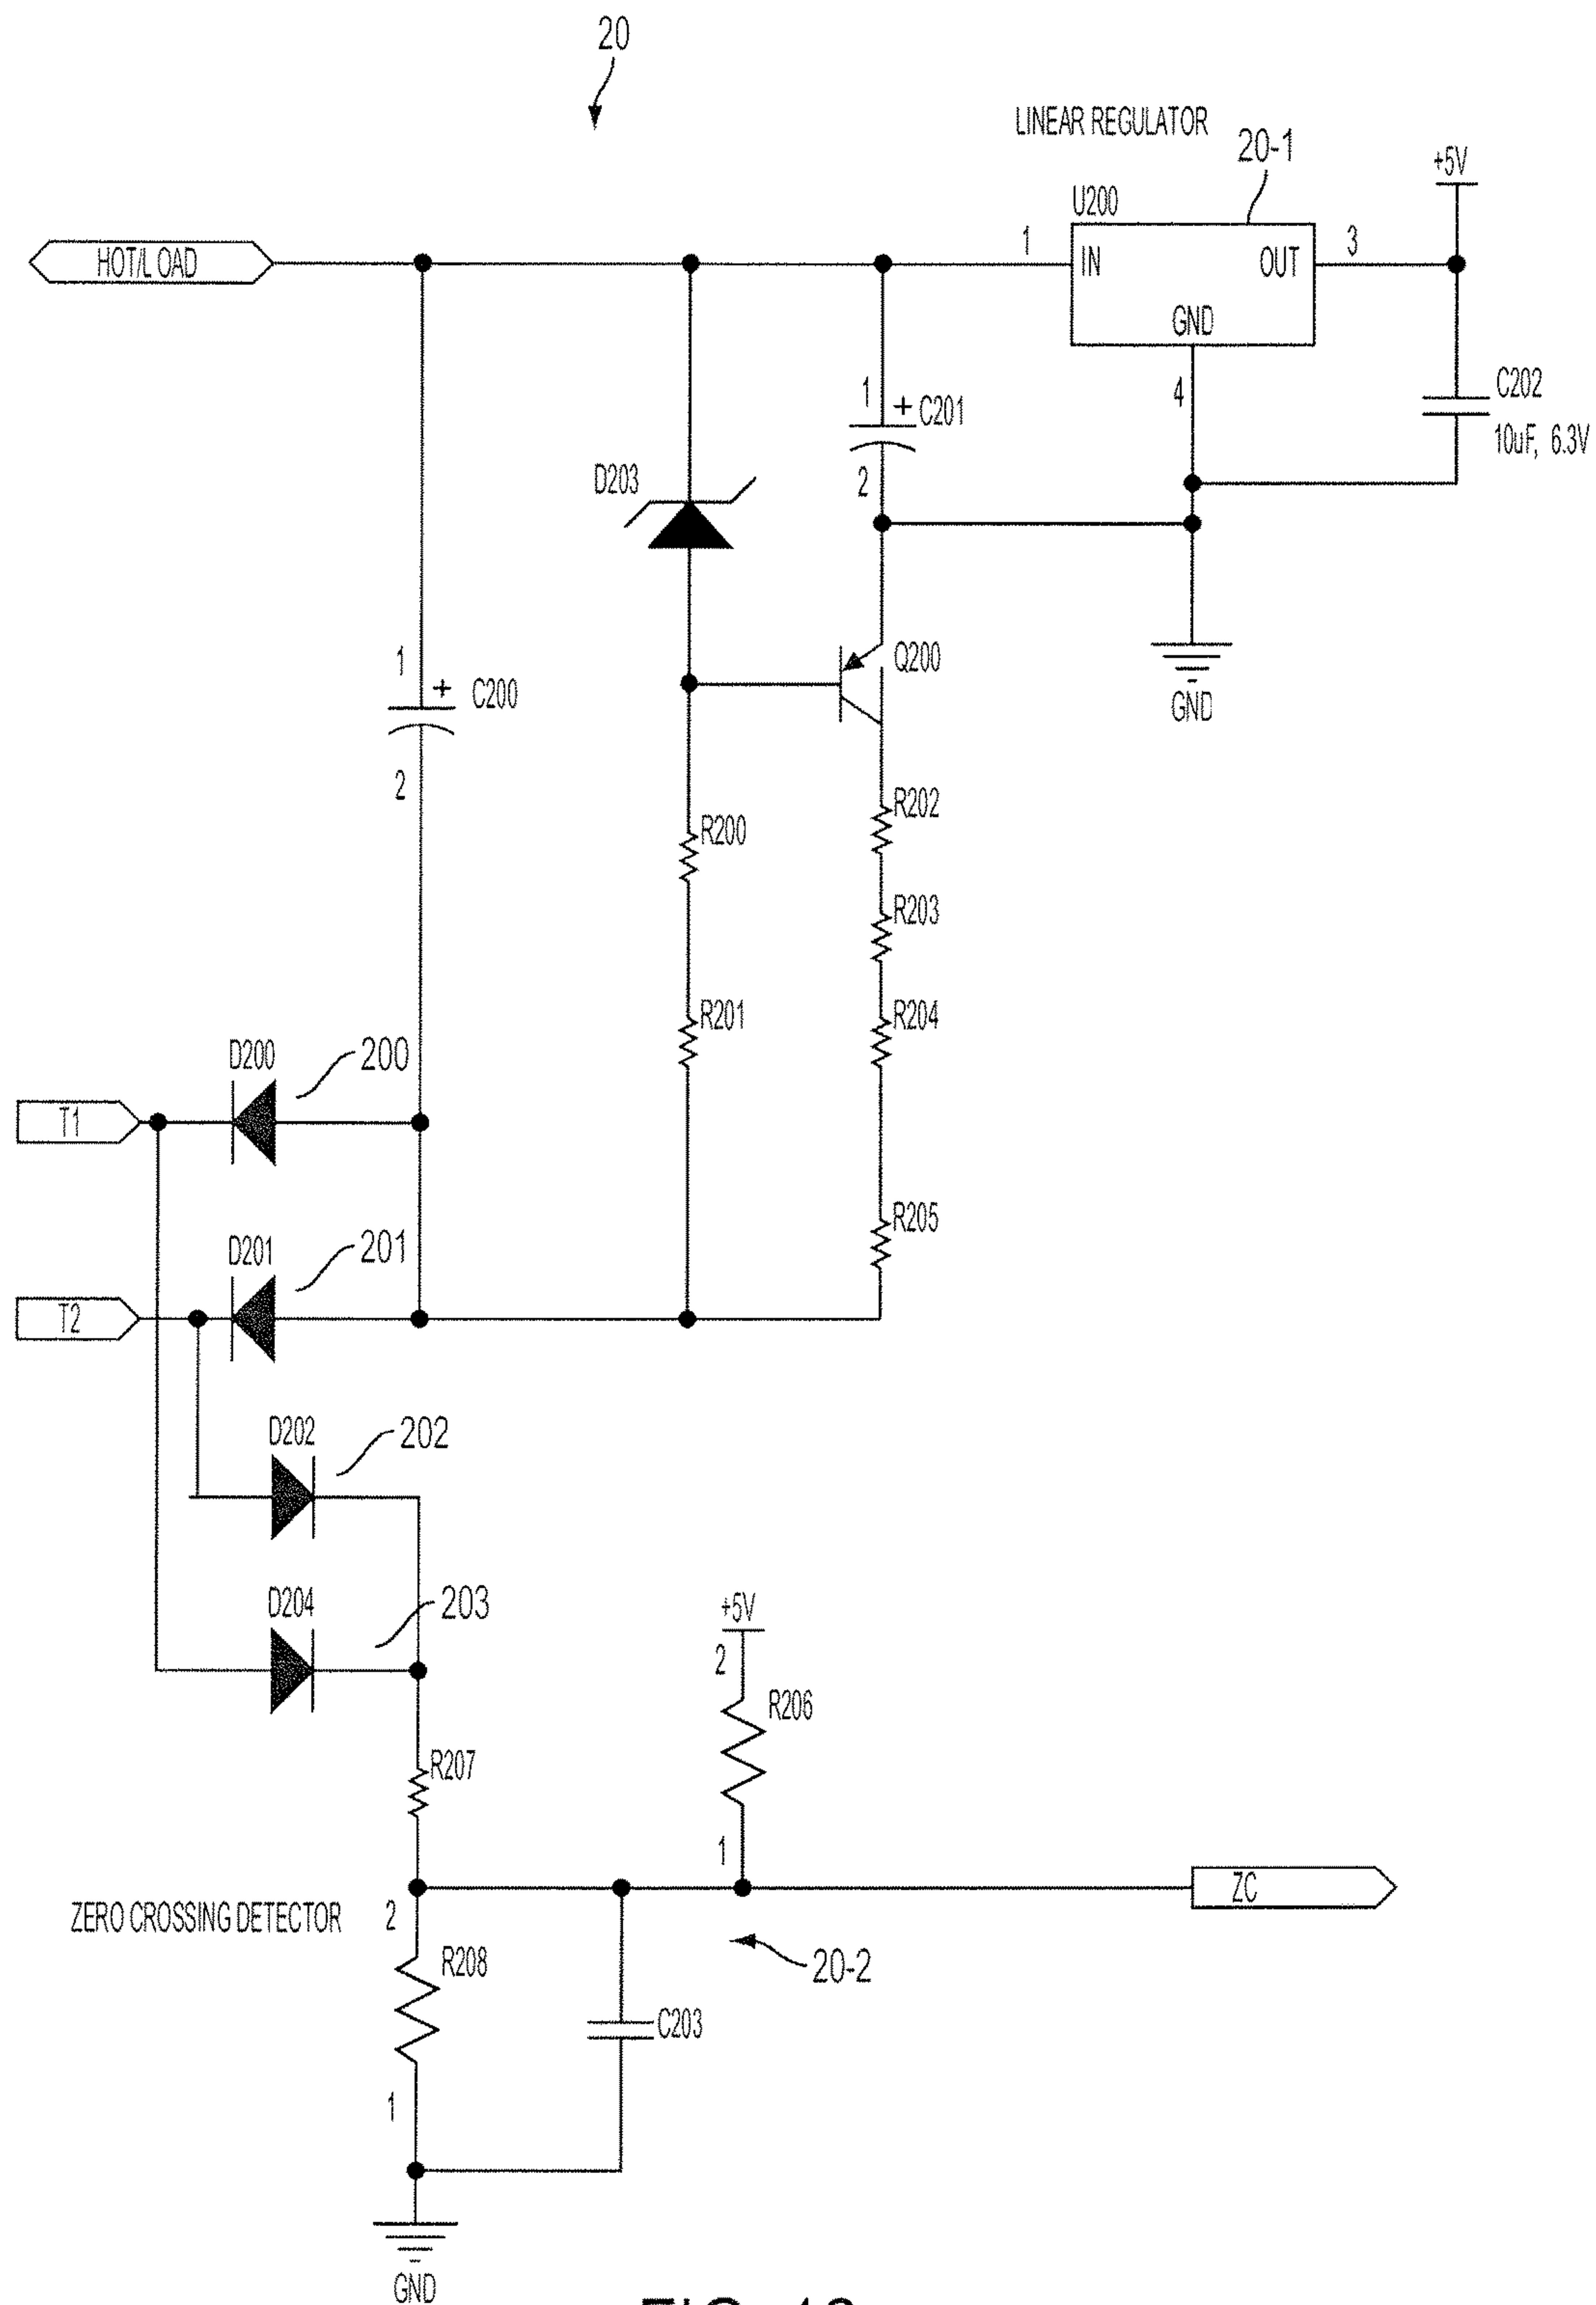 20
LINEAR REGULATOR
20-1
+5V
U200
HOT/L OAD
1
IN
OUT
3
GND
4
C202
10uF, 6.3V
1
+
C201
2
D203
Q200
GND
1
+
C200
2
R200
R202
R203
R201
R204
D200
200
T1
D201
201
R205
T2
D202
202
D204
203
+5V
2
R206
R207
1
ZC
ZERO CROSSING DETECTOR
2
20-2
R208
C203
1
GND